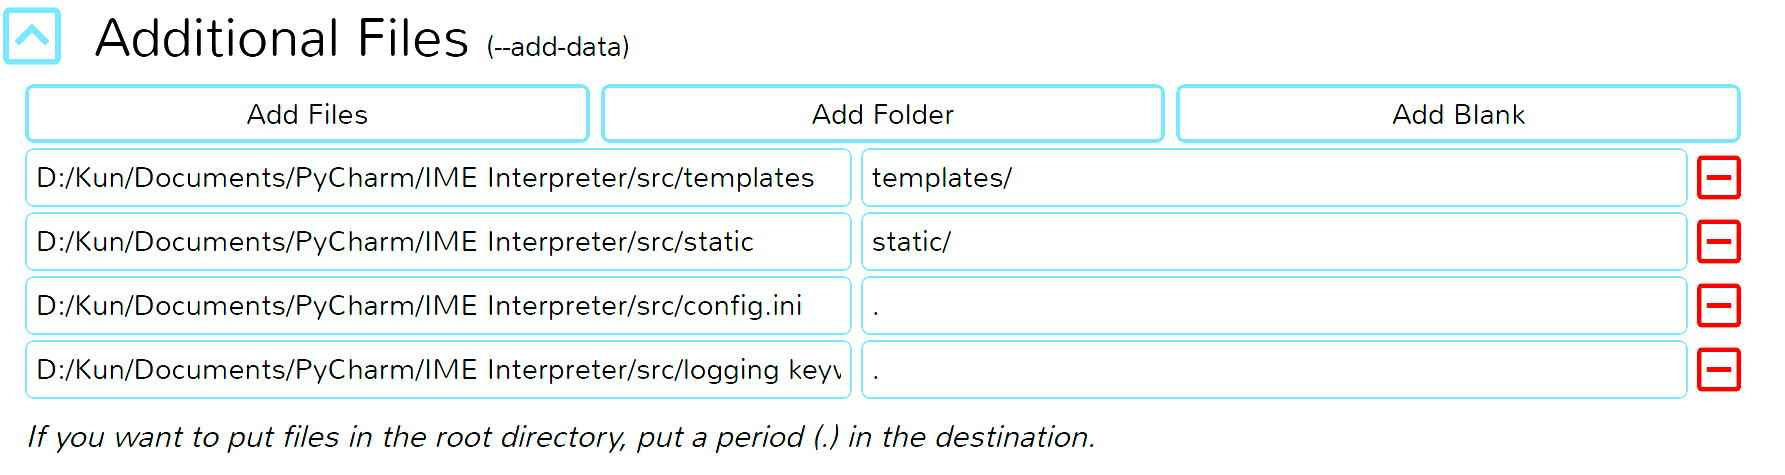 Additional Files (--add-data)
Add Files Add Folder Add Blank
D:/Kun/Documents/PyCharm/IME Interpreter/src/templates templates/
D:/Kun/Documents/PyCharm/IME Interpreter/src/static static/
D:/Kun/Documents/PyCharm/IME Interpreter/src/config.ini .
D:/Kun/Documents/PyCharm/IME Interpreter/src/logging .
If you want to put files in the root directory, put a period (.) in the destination.